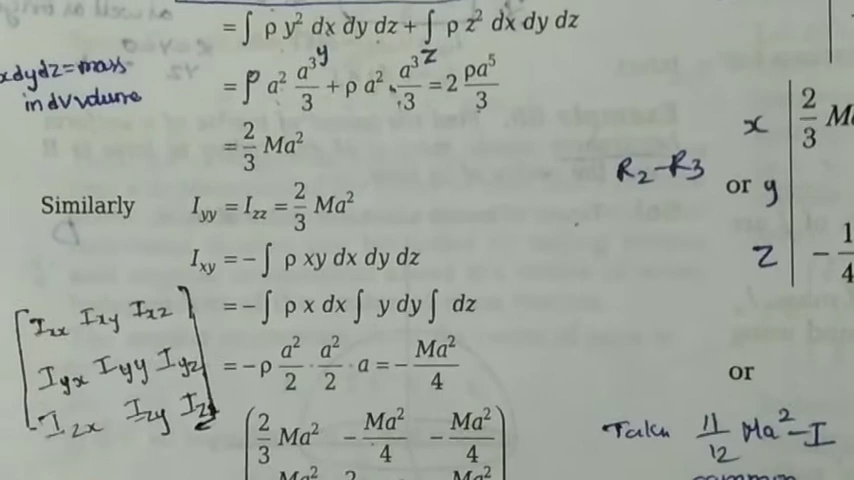 = ∫ ρ y² dx dy dz + ∫ ρ z² dx dy dz
xdydz = mass
in dv volume
y z
= ρ a² a³/3 + ρ a² · a³/3 = 2 ρa⁵/3
= 2/3 Ma²
x | 2/3 M
R₂-R₃
or y
Similarly I_yy = I_zz = 2/3 Ma²
I_xy = - ∫ ρ xy dx dy dz
z | - 1/4
= - ∫ ρ x dx ∫ y dy ∫ dz
I_xx I_xy I_xz
I_yx I_yy I_yz
I_zx I_zy
= -ρ a²/2 · a²/2 · a = - Ma²/4
or
2/3 Ma² - Ma²/4 - Ma²/4
11/12 Ma² - I
common